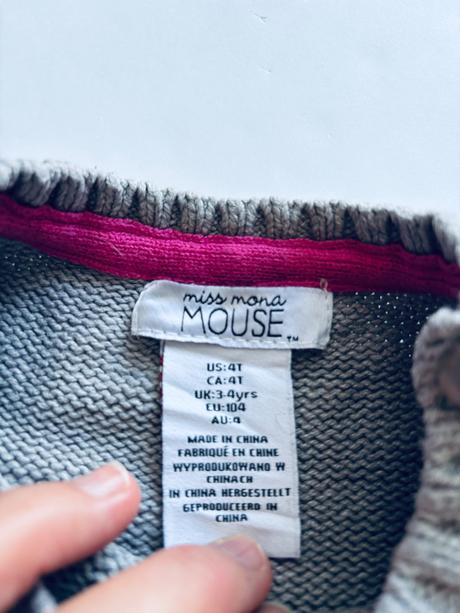 miss mona
MOUSE™
US:4T
CA:4T
UK:3-4yrs
EU:104
AU:4
MADE IN CHINA
FABRIQUÉ EN CHINE
WYPRODUKOWANO W
CHINACH
IN CHINA HERGESTELLT
GEPRODUCEERD IN
CHINA